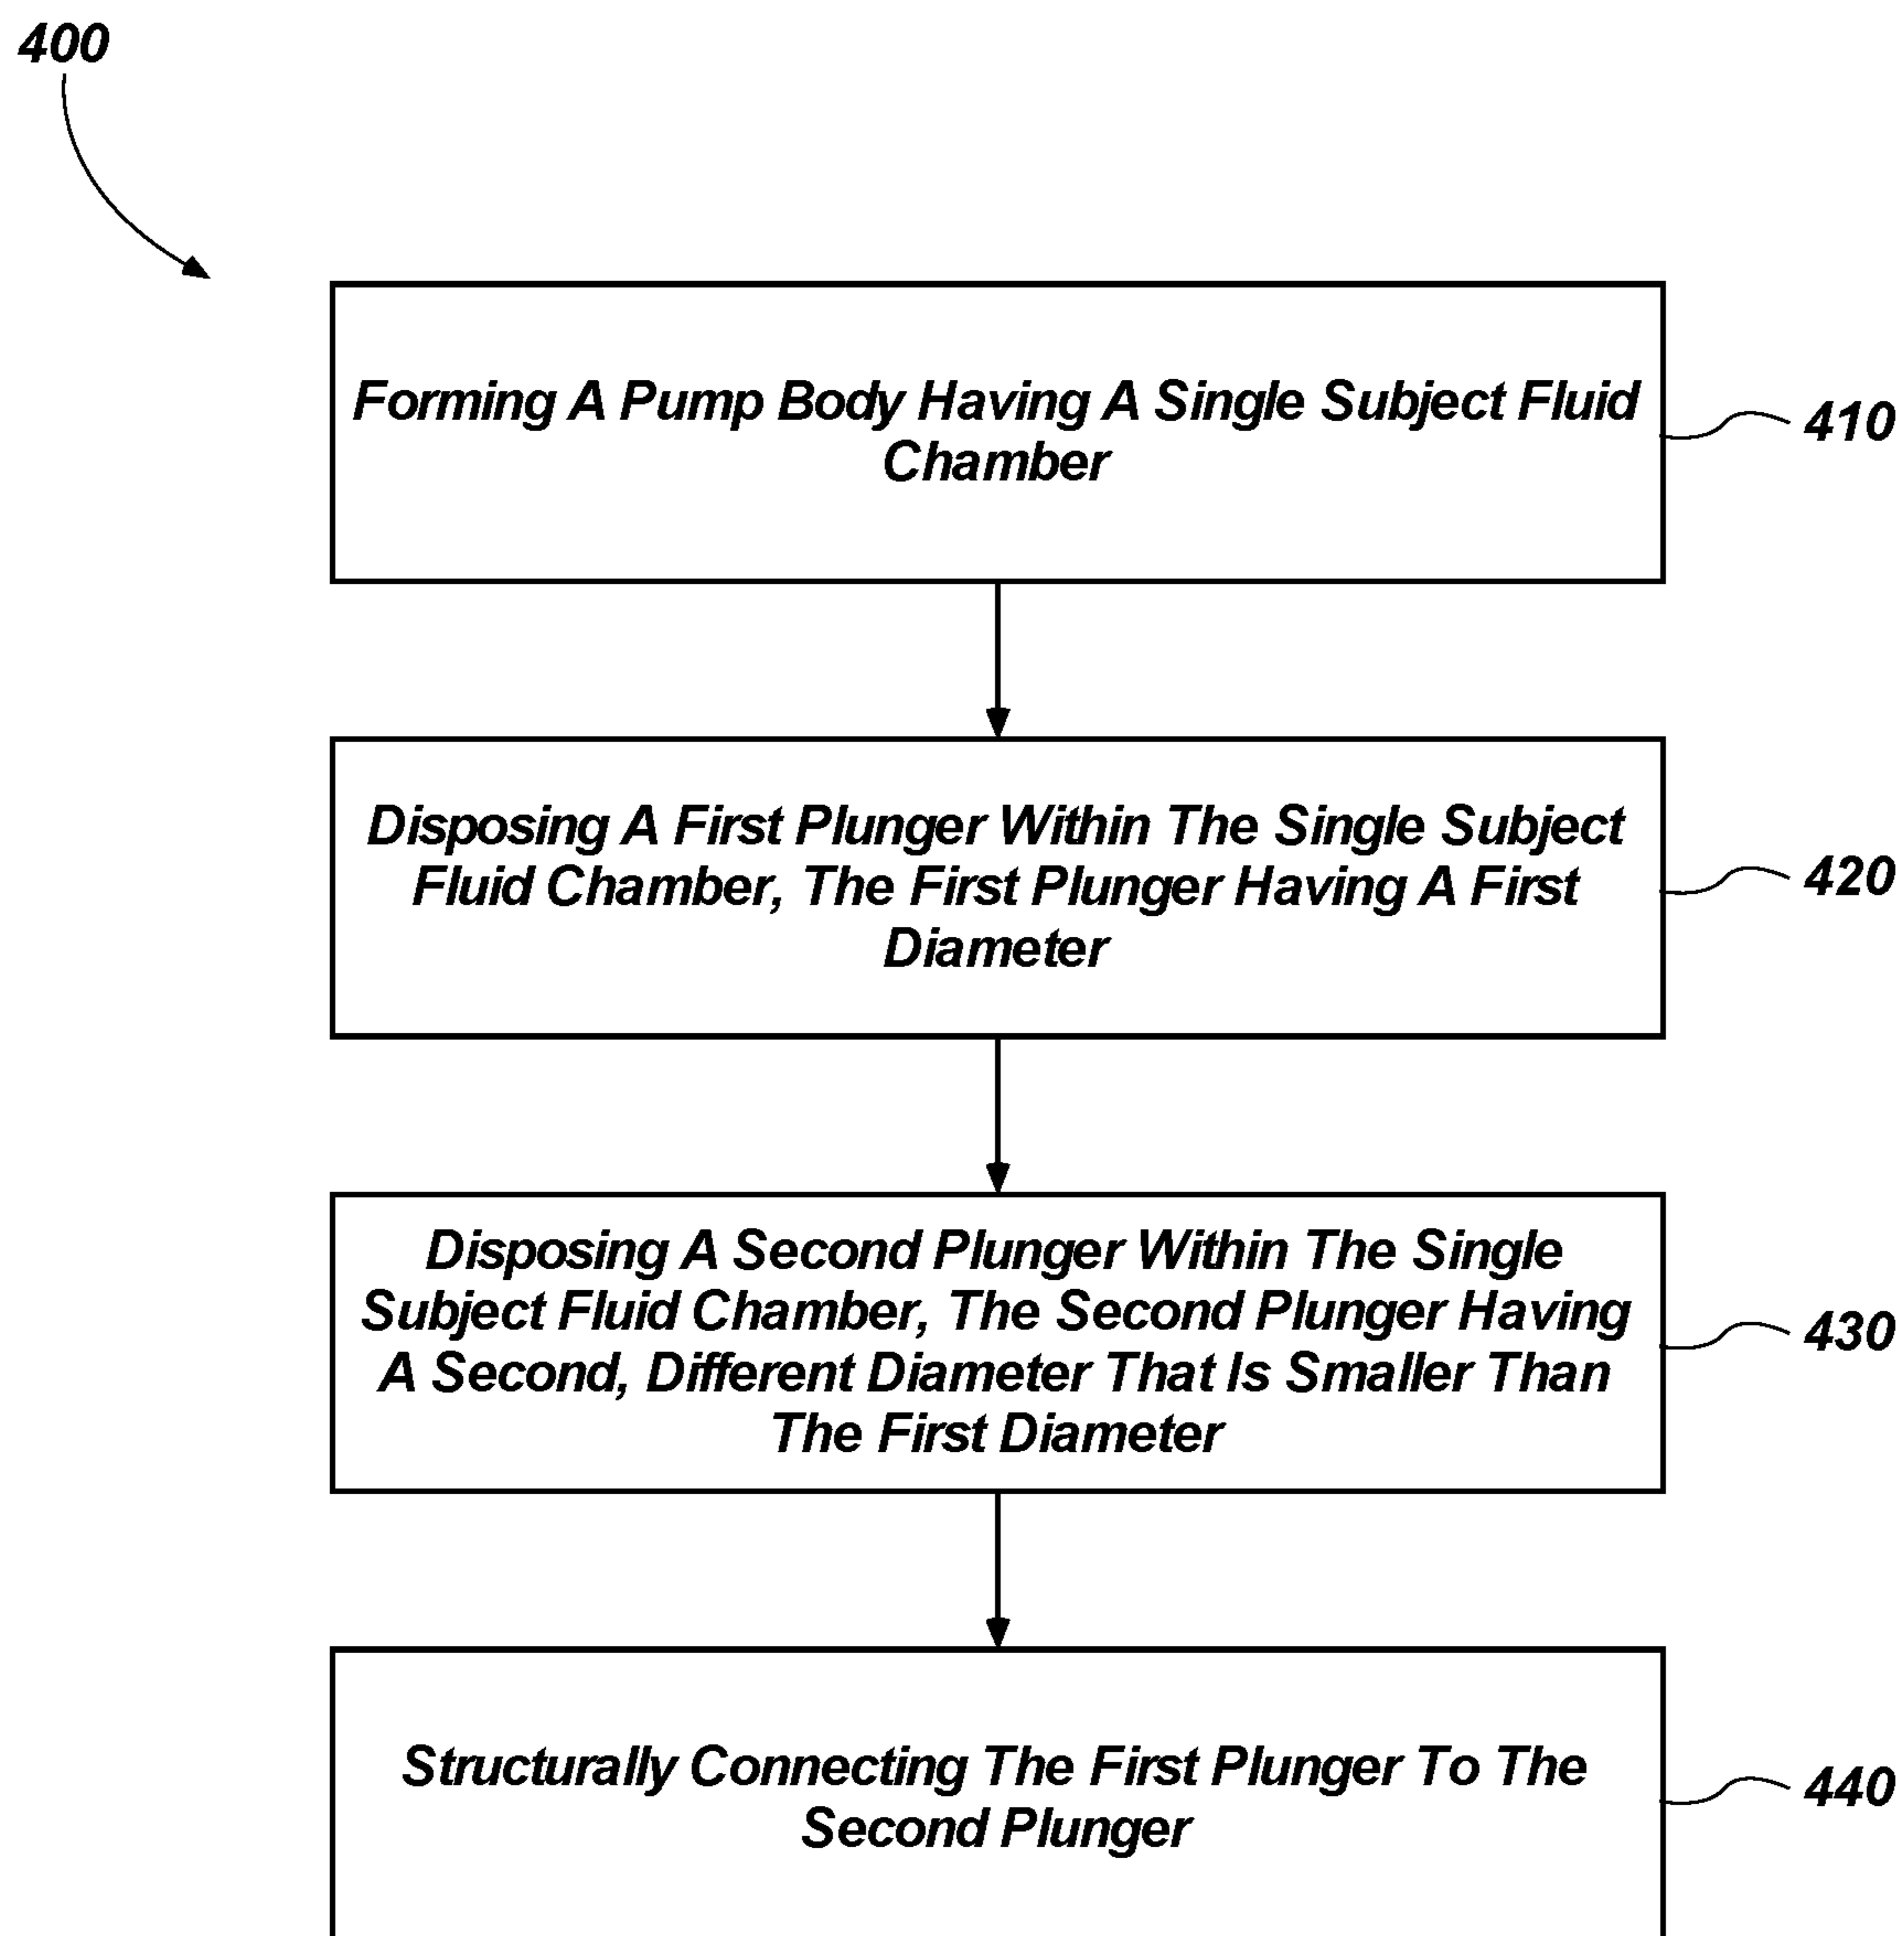 400
Forming A Pump Body Having A Single Subject Fluid
Chamber
410
Disposing A First Plunger Within The Single Subject
Fluid Chamber, The First Plunger Having A First
Diameter
420
Disposing A Second Plunger Within The Single
Subject Fluid Chamber, The Second Plunger Having
A Second, Different Diameter That Is Smaller Than
The First Diameter
430
Structurally Connecting The First Plunger To The
Second Plunger
440